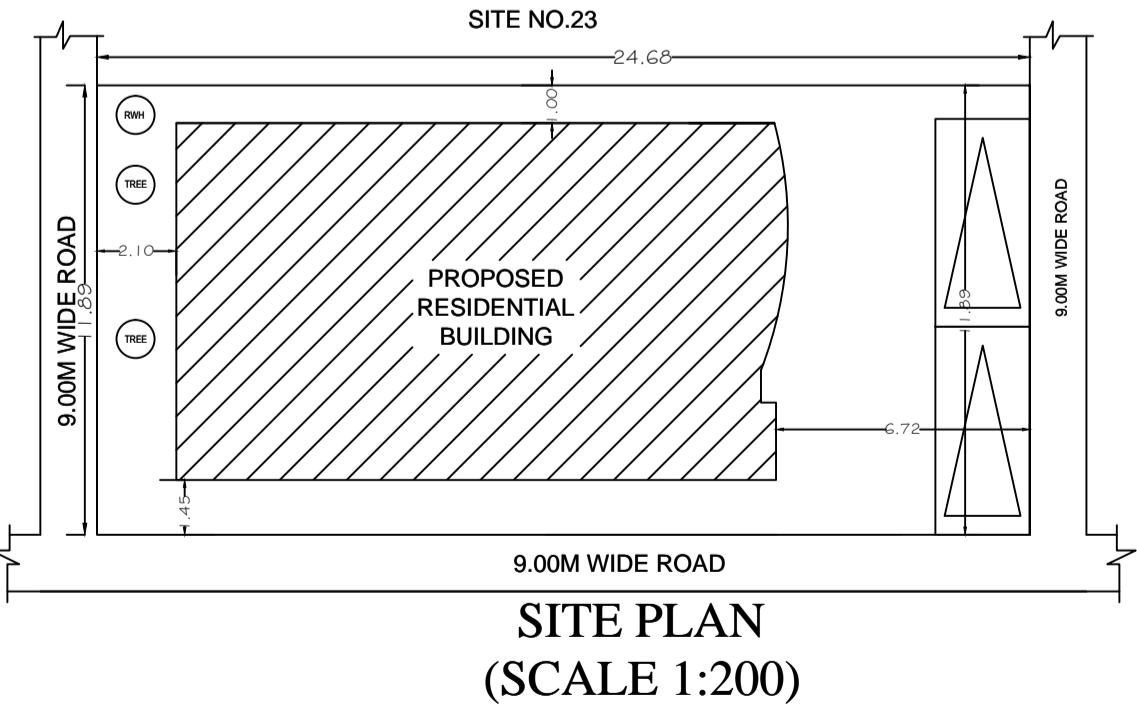 SITE NO.23
24.68
1.00
RWH
TREE
9.00M WIDE ROAD
11.89
2.10
PROPOSED
RESIDENTIAL
BUILDING
TREE
11.89
9.00M WIDE ROAD
6.72
1.45
9.00M WIDE ROAD
SITE PLAN
(SCALE 1:200)